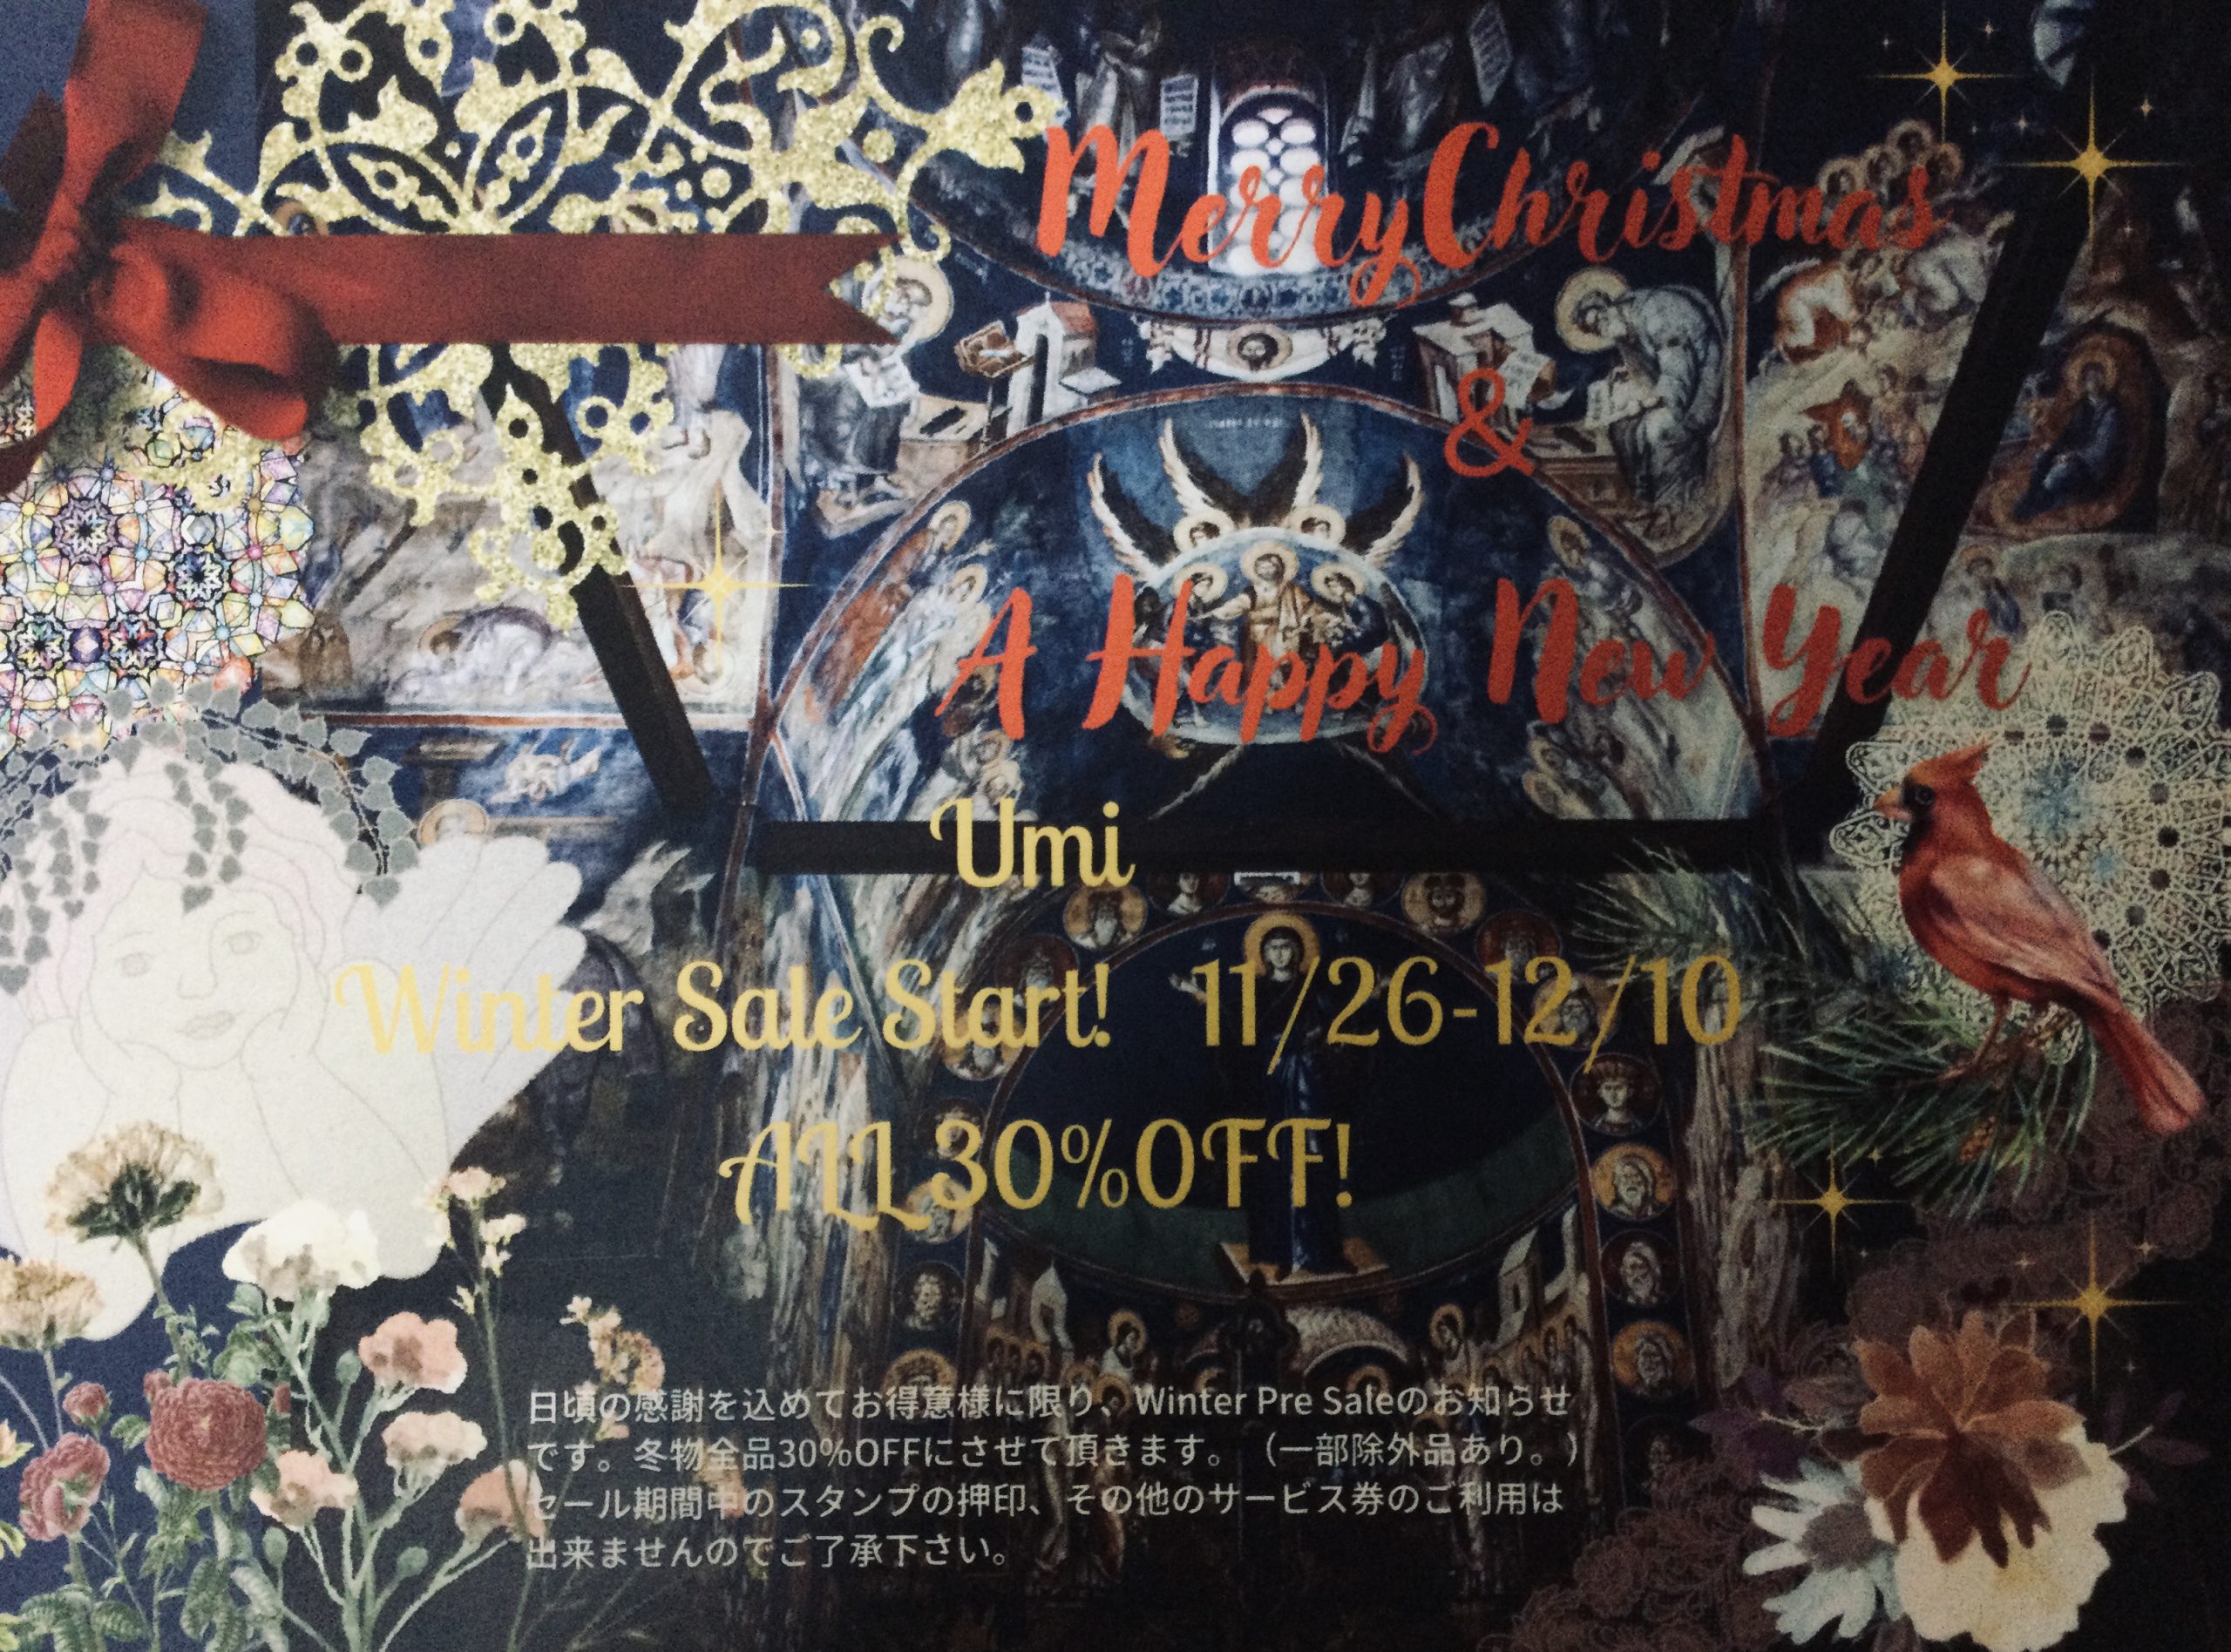 Merry Christmas
&
A Happy New Year
Umi
Winter Sale Start! 11/26-12/10
ALL30%OFF!
日頃の感謝を込めてお得意様に限り、Winter Pre Saleのお知らせ
です。冬物全品30%OFFにさせて頂きます。（一部除外品あり。）
セール期間中のスタンプの押印、その他のサービス券のご利用は
出来ませんのでご了承下さい。